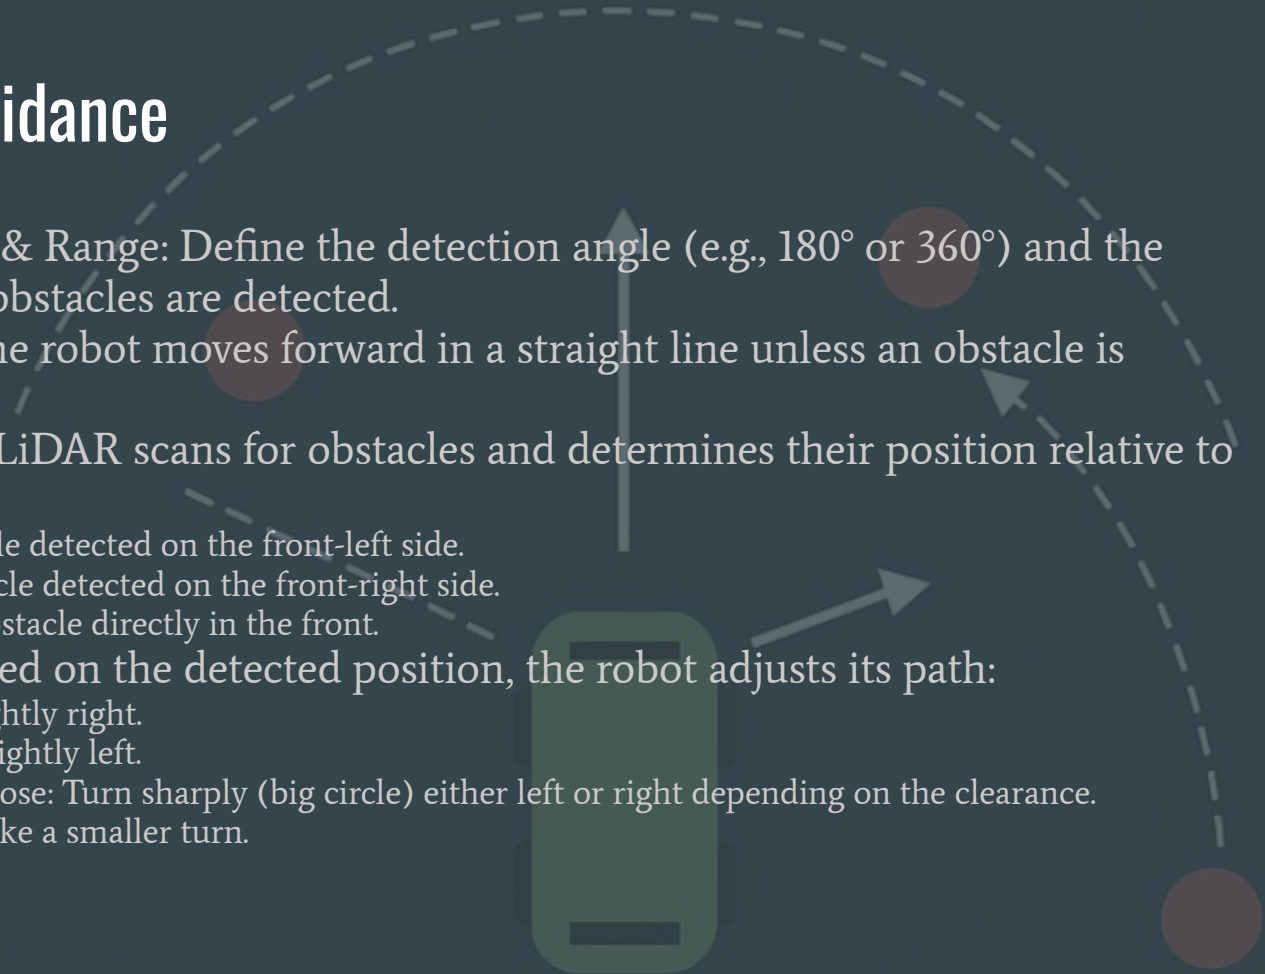 idance
& Range: Define the detection angle (e.g., 180° or 360°) and the
obstacles are detected.
he robot moves forward in a straight line unless an obstacle is
LiDAR scans for obstacles and determines their position relative to
le detected on the front-left side.
cle detected on the front-right side.
stacle directly in the front.
ed on the detected position, the robot adjusts its path:
ghtly right.
ightly left.
ose: Turn sharply (big circle) either left or right depending on the clearance.
ke a smaller turn.